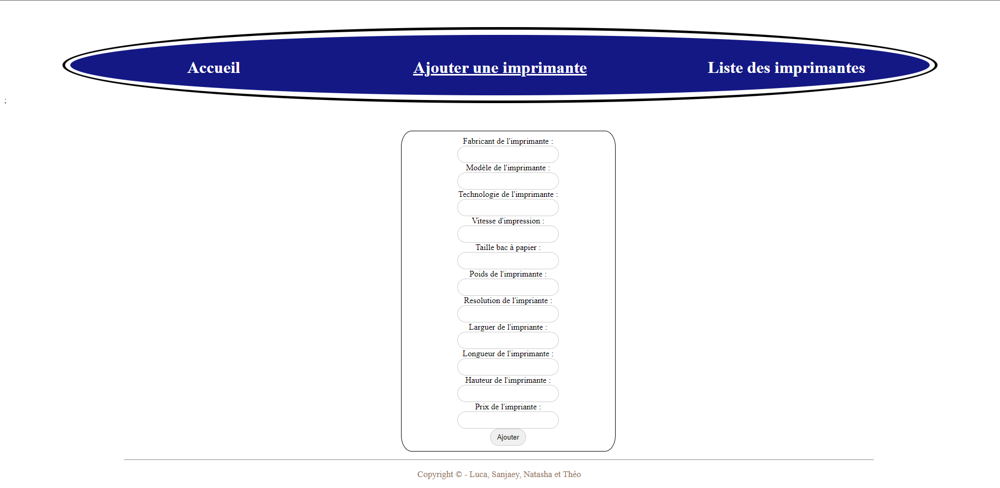 Accueil Ajouter une imprimante Liste des imprimantes
;
Fabricant de l'imprimante :
Modèle de l'imprimante :
Technologie de l'imprimante :
Vitesse d'impression :
Taille bac à papier :
Poids de l'imprimante :
Resolution de l'impriante :
Larguer de l'impriante :
Longueur de l'imprimante :
Hauteur de l'imprimante :
Prix de l'impriante :
Ajouter
Copyright © - Luca, Sanjaey, Natasha et Théo